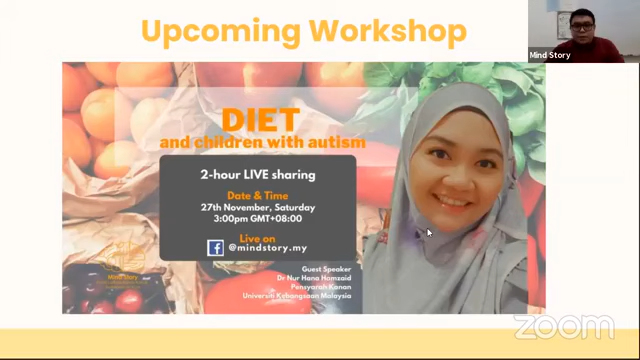 Upcoming Workshop
Mind Story
DIET
and children with autism
2-hour LIVE sharing
Date & Time
27th November, Saturday
3:00pm GMT+08:00
Live on
@mindstory.my
Guest Speaker
Dr Nur Hana Hamzaid
Pensyarah Kanan
Universiti Kebangsaan Malaysia
Mind Story
zoom